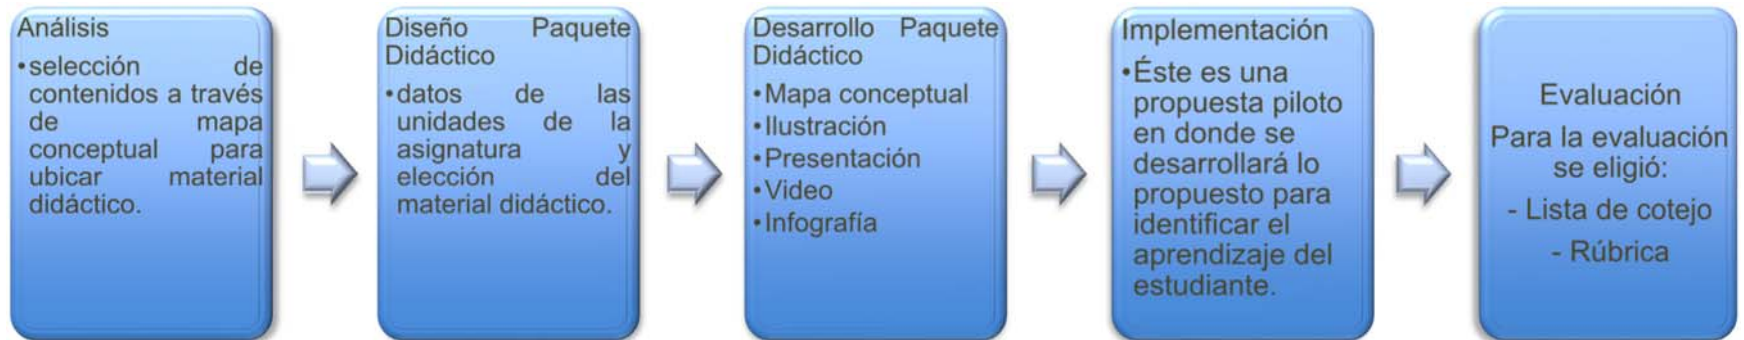 Análisis
•selección de
contenidos a través
de mapa
conceptual para
ubicar material
didáctico.
Diseño Paquete
Didáctico
•datos de las
unidades de la
asignatura y
elección del
material didáctico.
Desarrollo Paquete
Didáctico
•Mapa conceptual
•Ilustración
•Presentación
•Video
•Infografía
Implementación
•Éste es una
propuesta piloto
en donde se
desarrollará lo
propuesto para
identificar el
aprendizaje del
estudiante.
Evaluación
Para la evaluación
se eligió:
- Lista de cotejo
- Rúbrica